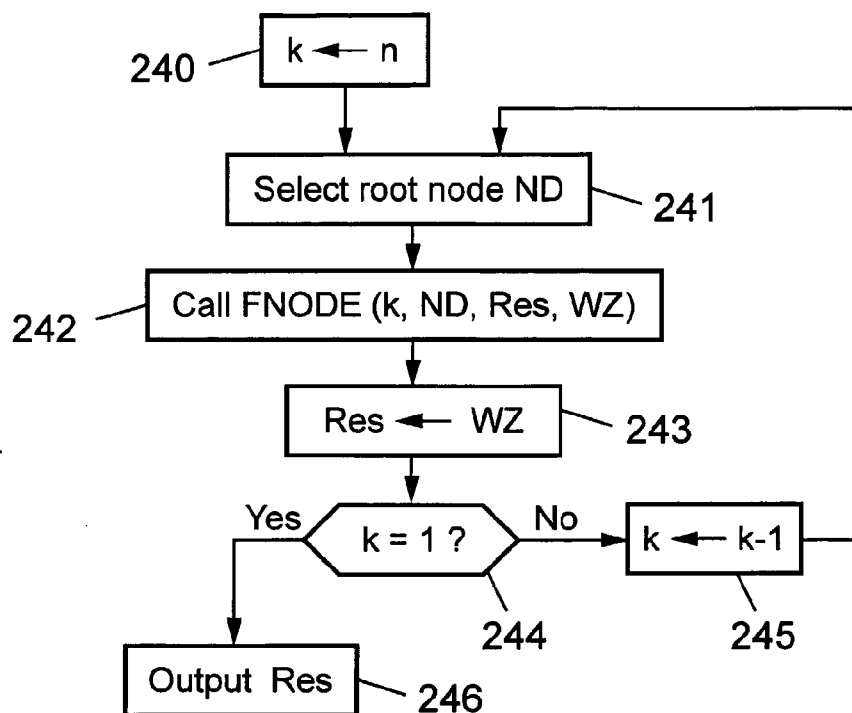 k ← n
240
Select root node ND
241
Call FNODE (k, ND, Res, WZ)
242
Res ← WZ
243
Yes
k = 1 ?
No
k ← k-1
244
245
Output Res
246